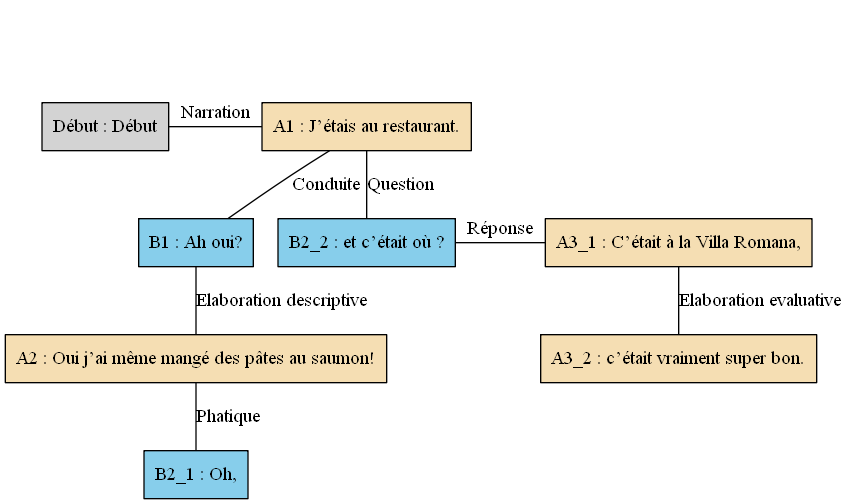 Narration
Début : Début
A1 : J’étais au restaurant.
Conduite
Question
B1 : Ah oui?
B2_2 : et c’était où ?
Réponse
A3_1 : C’était à la Villa Romana,
Elaboration descriptive
Elaboration evaluative
A2 : Oui j’ai même mangé des pâtes au saumon!
A3_2 : c’était vraiment super bon.
Phatique
B2_1 : Oh,